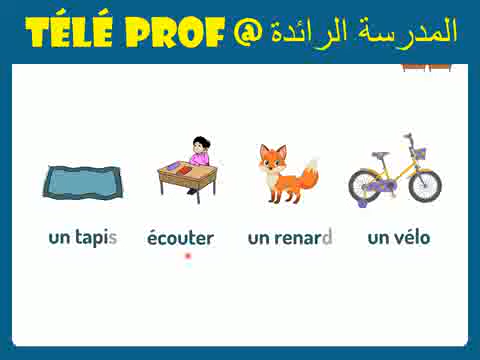 TÉLÉ PROF @ المدرسة الرائدة
un tapis
écouter
un renard
un vélo